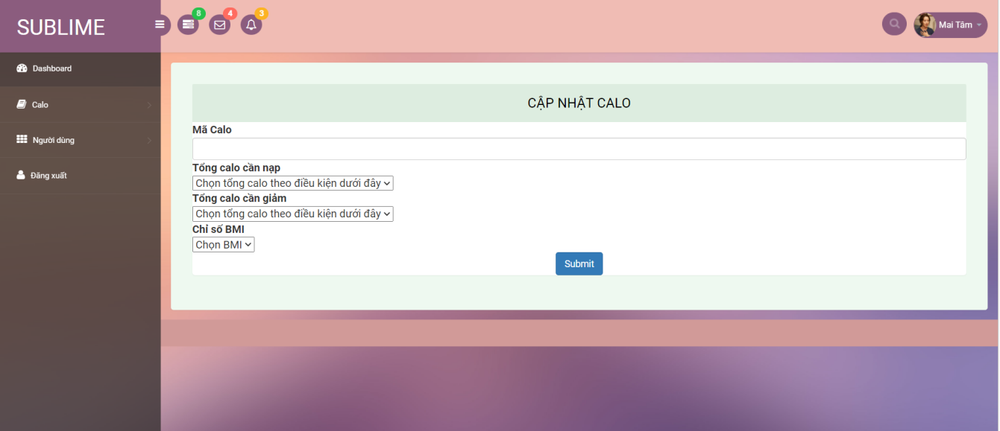 SUBLIME
8
4
3
Mai Tâm
Dashboard
Calo
Người dùng
Đăng xuất
CẬP NHẬT CALO
Mã Calo
Tổng calo cần nạp
Chọn tổng calo theo điều kiện dưới đây
Tổng calo cần giảm
Chọn tổng calo theo điều kiện dưới đây
Chỉ số BMI
Chọn BMI
Submit